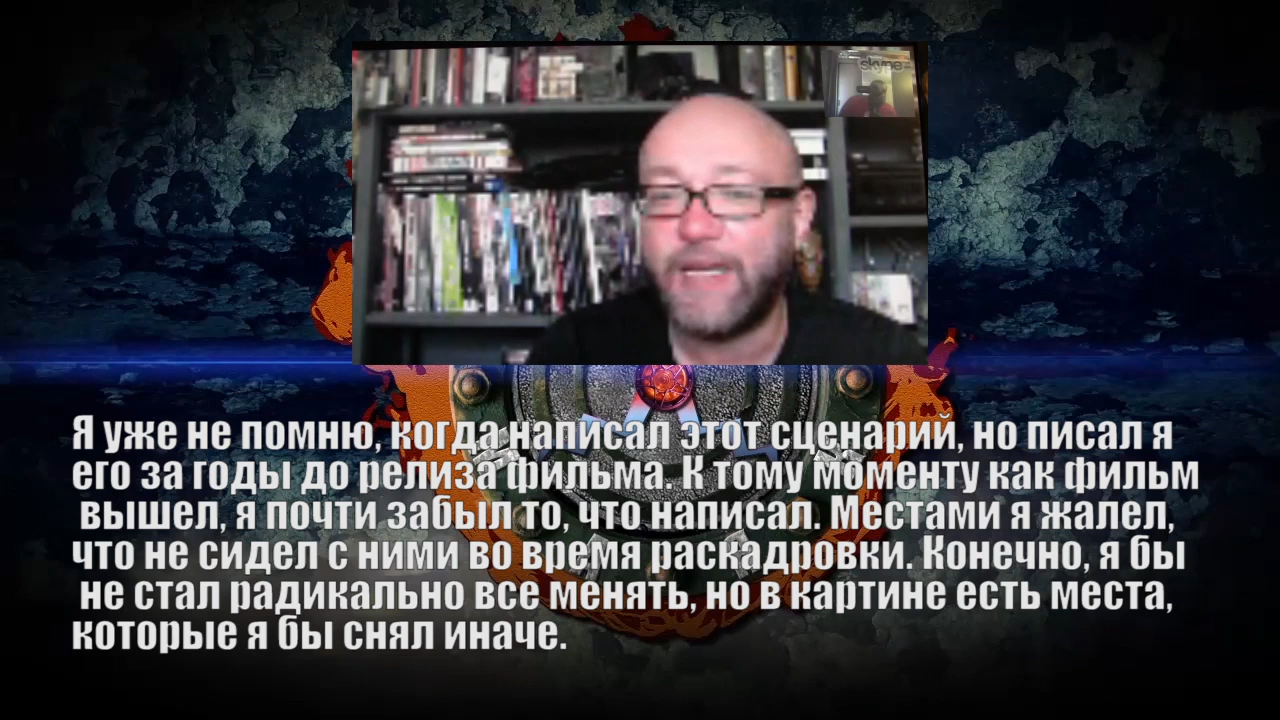 skype
Я уже не помню, когда написал этот сценарий, но писал я
его за годы до релиза фильма. К тому моменту как фильм
вышел, я почти забыл то, что написал. Местами я жалел,
что не сидел с ними во время раскадровки. Конечно, я бы
не стал радикально все менять, но в картине есть места,
которые я бы снял иначе.